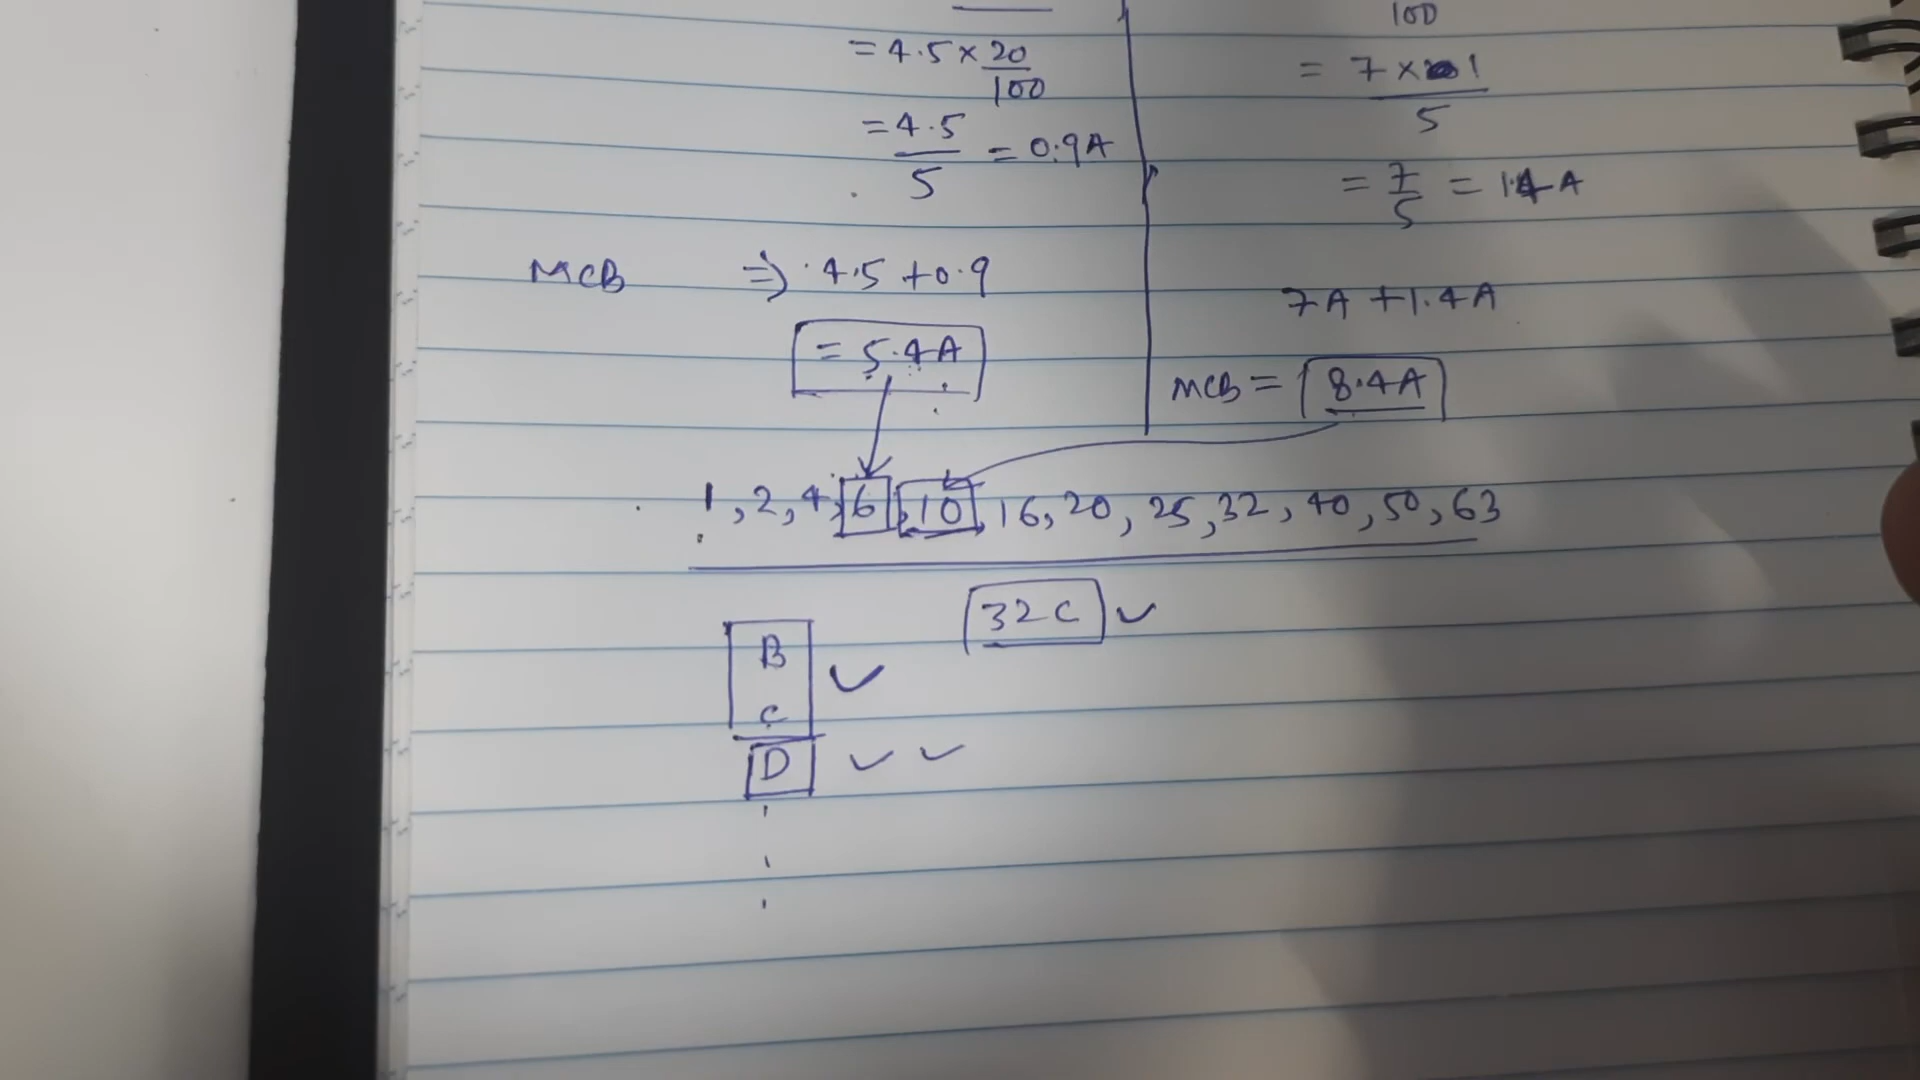 = 4.5 × 20
100
= 4.5
5
= 0.9A
MCB ⇒ 4.5 + 0.9
= 5.4A
100
= 7 × 1
5
= 7
5
= 1.4 A
7A + 1.4A
MCB = 8.4A
1, 2, 4, 6, 10, 16, 20, 25, 32, 40, 50, 63
32C ✓
B
C ✓
D ✓ ✓